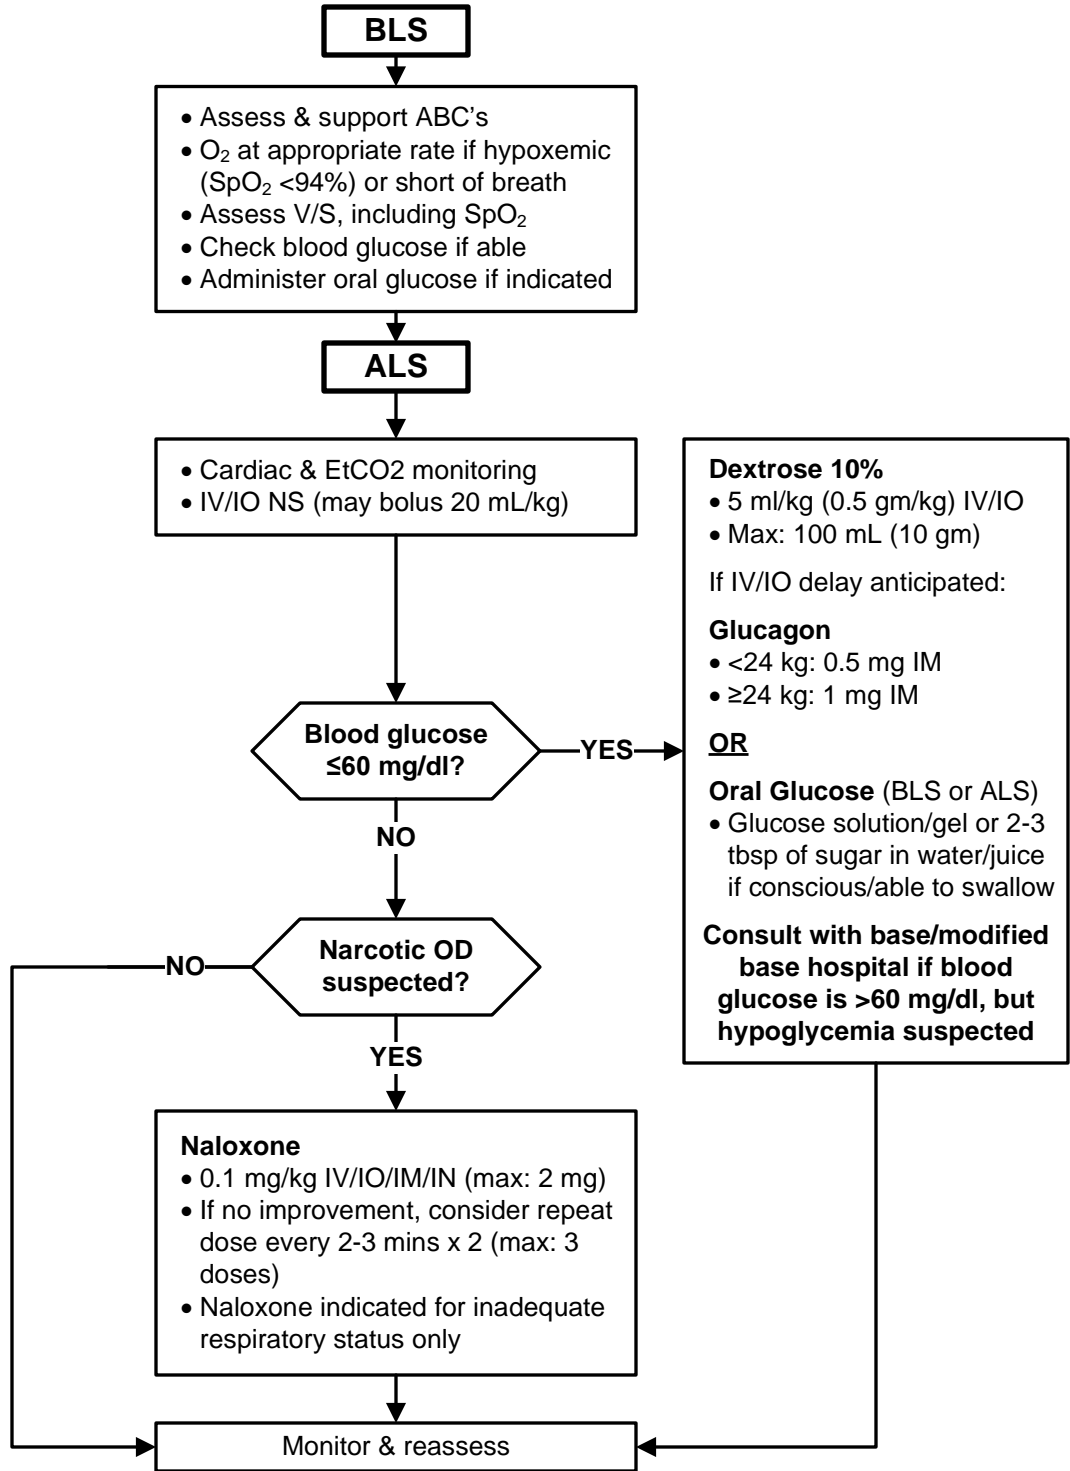 BLS
• Assess & support ABC’s
• O₂ at appropriate rate if hypoxemic
(SpO₂ <94%) or short of breath
• Assess V/S, including SpO₂
• Check blood glucose if able
• Administer oral glucose if indicated
ALS
• Cardiac & EtCO2 monitoring
• IV/IO NS (may bolus 20 mL/kg)
Blood glucose
≤60 mg/dl?
YES
Dextrose 10%
• 5 ml/kg (0.5 gm/kg) IV/IO
• Max: 100 mL (10 gm)
If IV/IO delay anticipated:
Glucagon
• <24 kg: 0.5 mg IM
• ≥24 kg: 1 mg IM
OR
Oral Glucose (BLS or ALS)
• Glucose solution/gel or 2-3
tbsp of sugar in water/juice
if conscious/able to swallow
Consult with base/modified
base hospital if blood
glucose is >60 mg/dl, but
hypoglycemia suspected
NO
Narcotic OD
suspected?
NO
YES
Naloxone
• 0.1 mg/kg IV/IO/IM/IN (max: 2 mg)
• If no improvement, consider repeat
dose every 2-3 mins x 2 (max: 3
doses)
• Naloxone indicated for inadequate
respiratory status only
Monitor & reassess